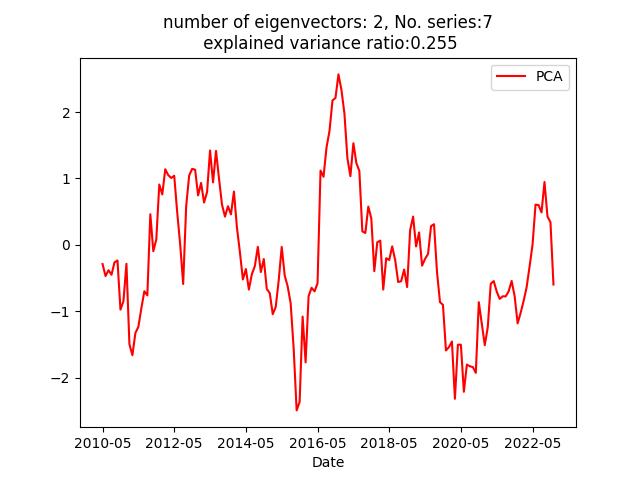 number of eigenvectors: 2, No. series:7
explained variance ratio:0.255
PCA
2
1
0
−1
−2
2010-05 2012-05 2014-05 2016-05 2018-05 2020-05 2022-05
Date